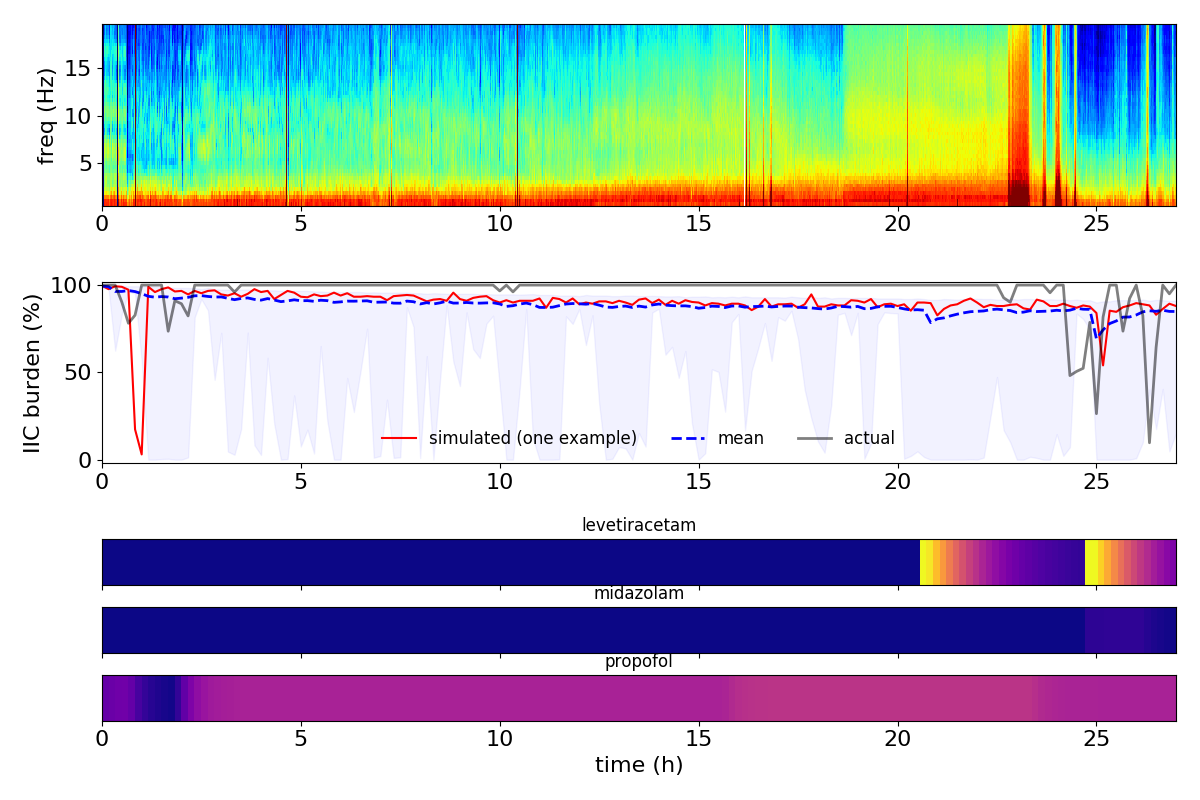 freq (Hz)
15
10
5
0 5 10 15 20 25
IIC burden (%)
100
50
0
simulated (one example) mean actual
0 5 10 15 20 25
levetiracetam
midazolam
propofol
0 5 10 15 20 25
time (h)